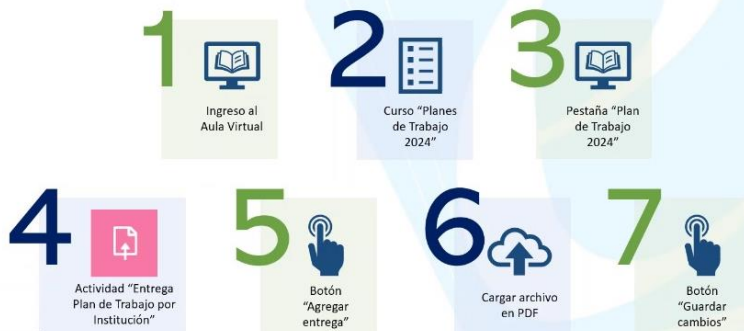 1
Ingreso al
Aula Virtual
2
Curso “Planes
de Trabajo
2024”
3
Pestaña “Plan
de Trabajo
2024”
4
Actividad “Entrega
Plan de Trabajo por
Institución”
5
Botón
“Agregar
entrega”
6
Cargar archivo
en PDF
7
Botón
“Guardar
cambios”